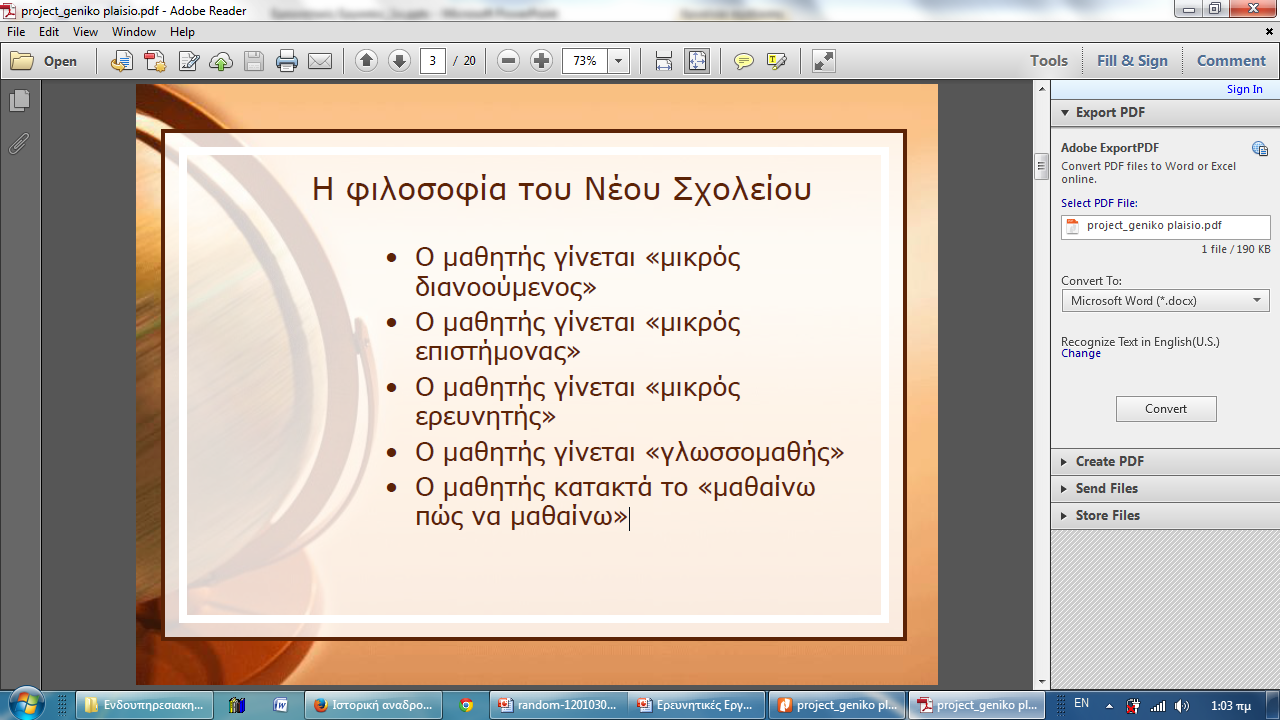 project_geniko plaisio.pdf - Adobe Reader
File Edit View Window Help
Open 3 / 20 73% Tools Fill & Sign Comment
Sign In
Export PDF
Adobe ExportPDF
Convert PDF files to Word or Excel
online.
Select PDF File:
project_geniko plaisio.pdf
1 file / 190 KB
Convert To:
Microsoft Word (*.docx)
Recognize Text in English(U.S.)
Change
Convert
Create PDF
Send Files
Store Files
Η φιλοσοφία του Νέου Σχολείου
• Ο μαθητής γίνεται «μικρός
διανοούμενος»
• Ο μαθητής γίνεται «μικρός
επιστήμονας»
• Ο μαθητής γίνεται «μικρός
ερευνητής»
• Ο μαθητής γίνεται «γλωσσομαθής»
• Ο μαθητής κατακτά το «μαθαίνω
πώς να μαθαίνω»
Ενδουπηρεσιακη... Ιστορική αναδρο... random-1201030... Ερευνητικές Εργ... project_geniko pl... project_geniko pl... EN 1:03 πμ